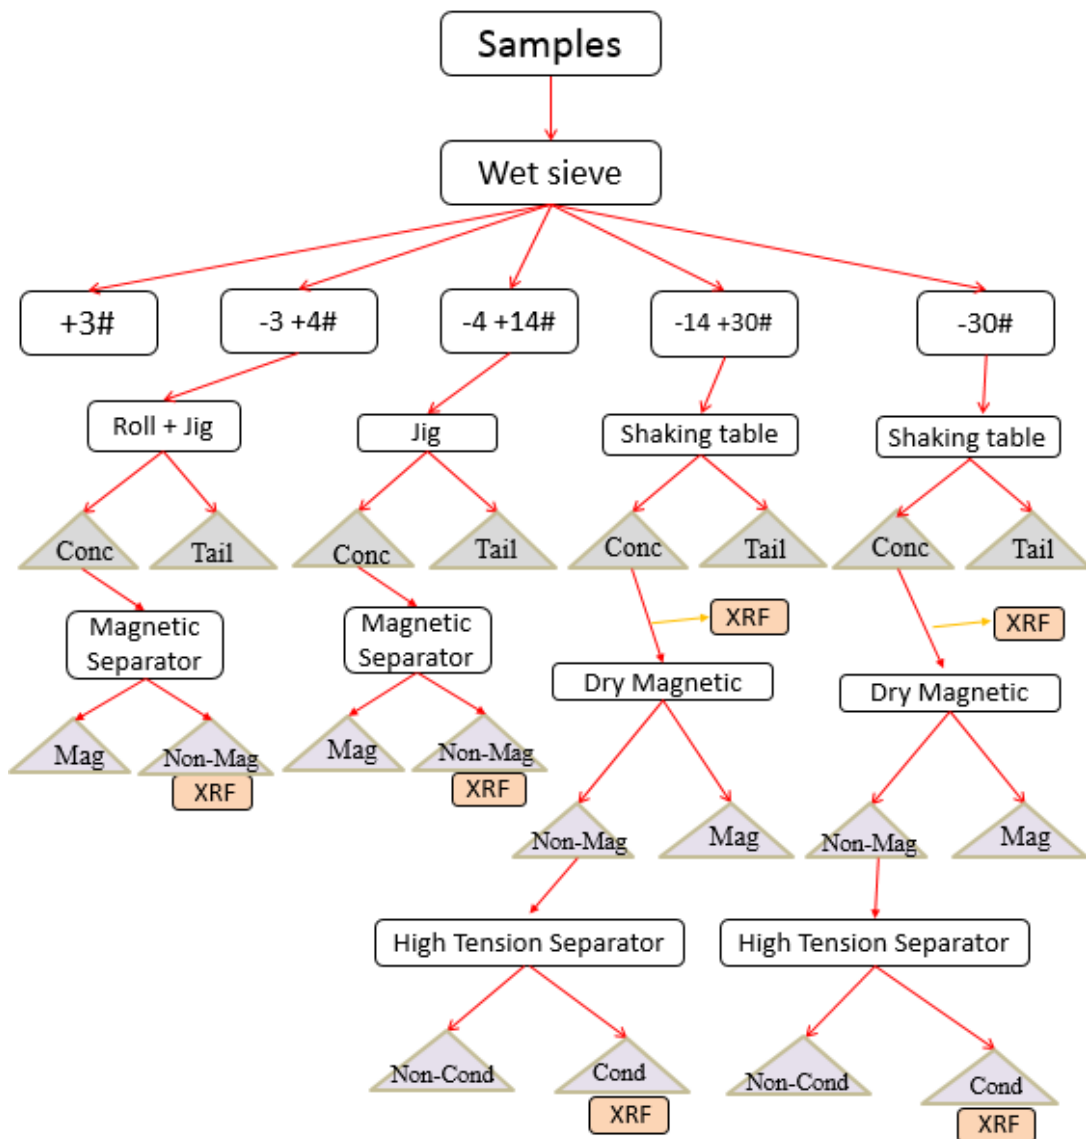 Samples
Wet sieve
+3#
-3 +4#
-4 +14#
-14 +30#
-30#
Roll + Jig
Jig
Shaking table
Shaking table
Conc
Tail
Conc
Tail
Conc
Tail
Conc
Tail
XRF
XRF
Magnetic
Separator
Magnetic
Separator
Dry Magnetic
Dry Magnetic
Mag
Non-Mag
XRF
Mag
Non-Mag
XRF
Non-Mag
Mag
Non-Mag
Mag
High Tension Separator
High Tension Separator
Non-Cond
Cond
XRF
Non-Cond
Cond
XRF